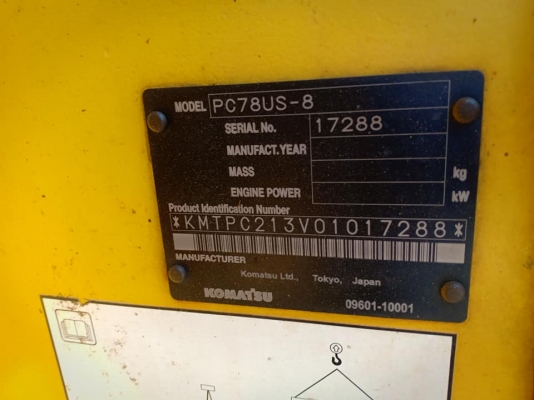 MODEL PC78US-8
SERIAL No. 17288
MANUFACT.YEAR
MASS kg
ENGINE POWER kW
Product Identification Number
*KMTPC213V01017288*
MANUFACTURER
Komatsu Ltd., Tokyo, Japan
KOMATSU 09601-10001